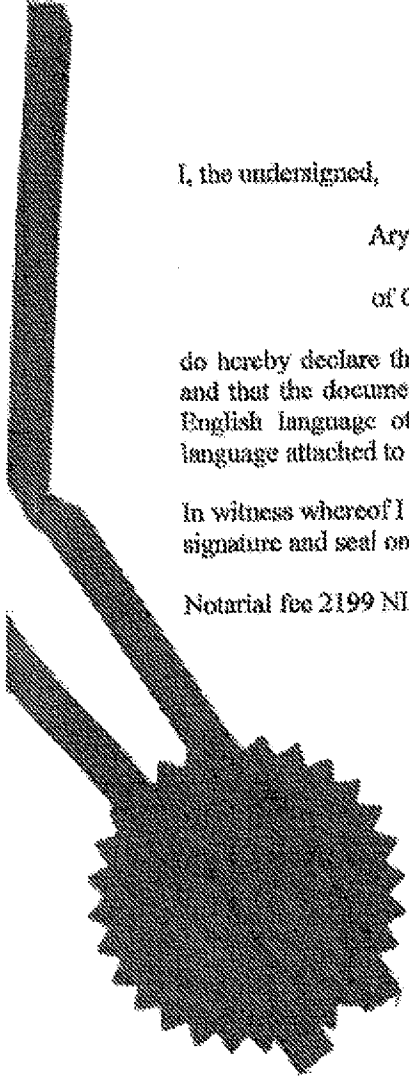 I, the undersigned,
Ary
of
do hereby declare th
and that the docume
English language of
language attached to
In witness whereof I
signature and seal on
Notarial fee 2199 NI